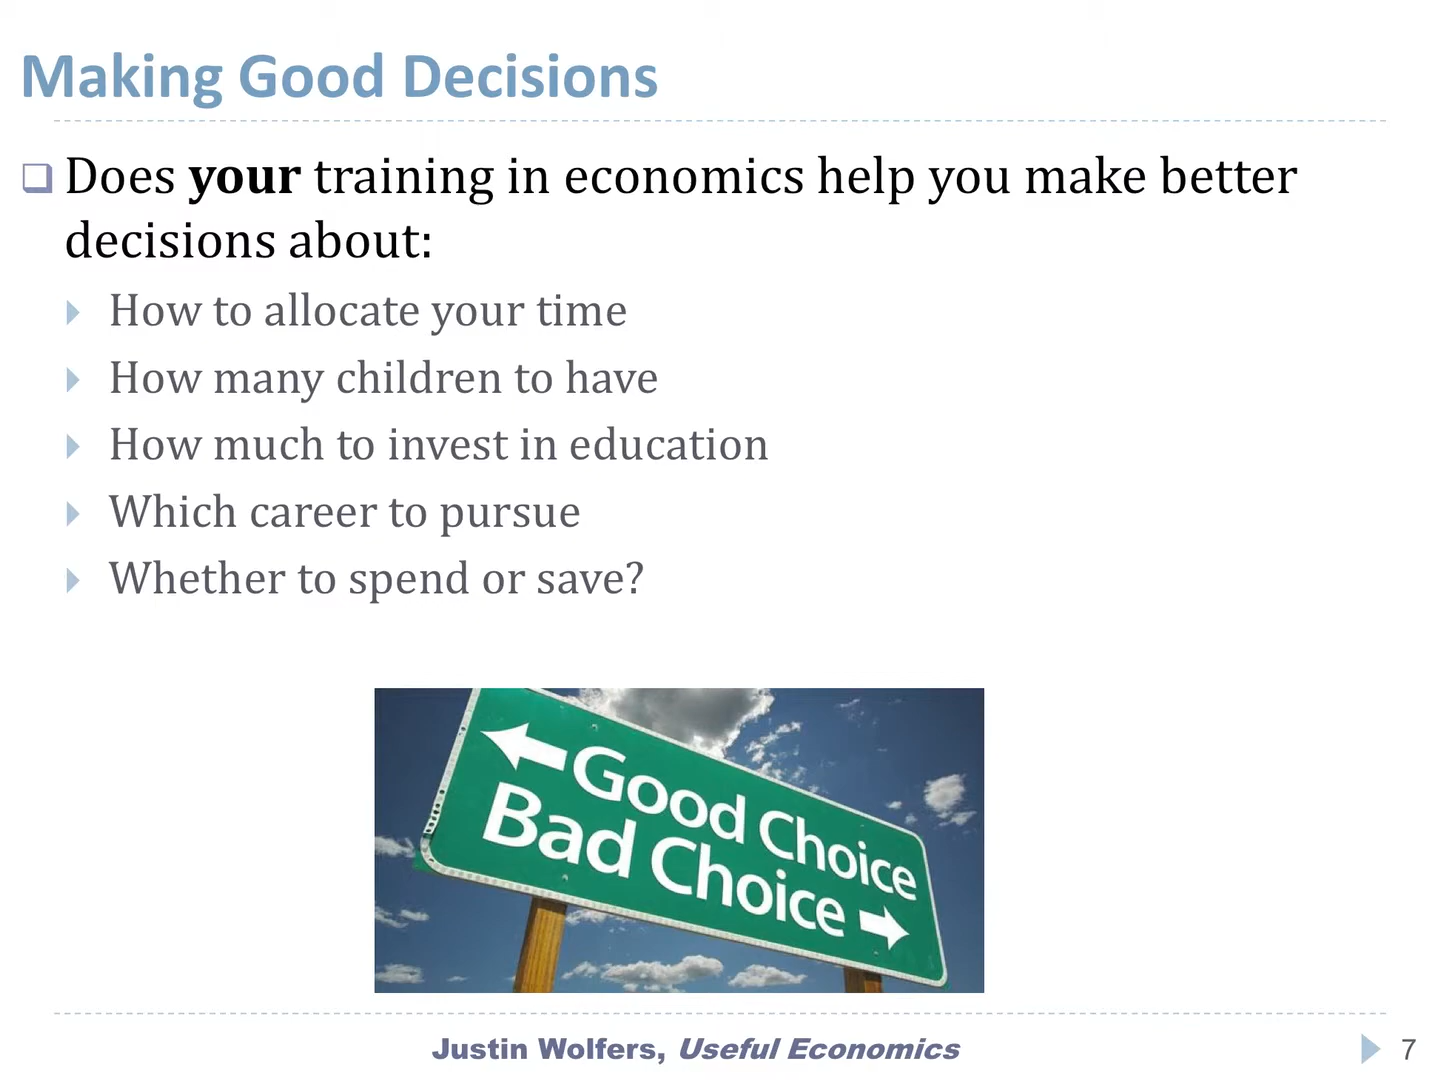 Making Good Decisions
Does your training in economics help you make better
decisions about:
How to allocate your time
How many children to have
How much to invest in education
Which career to pursue
Whether to spend or save?
Good Choice
Bad Choice
Justin Wolfers, Useful Economics
7